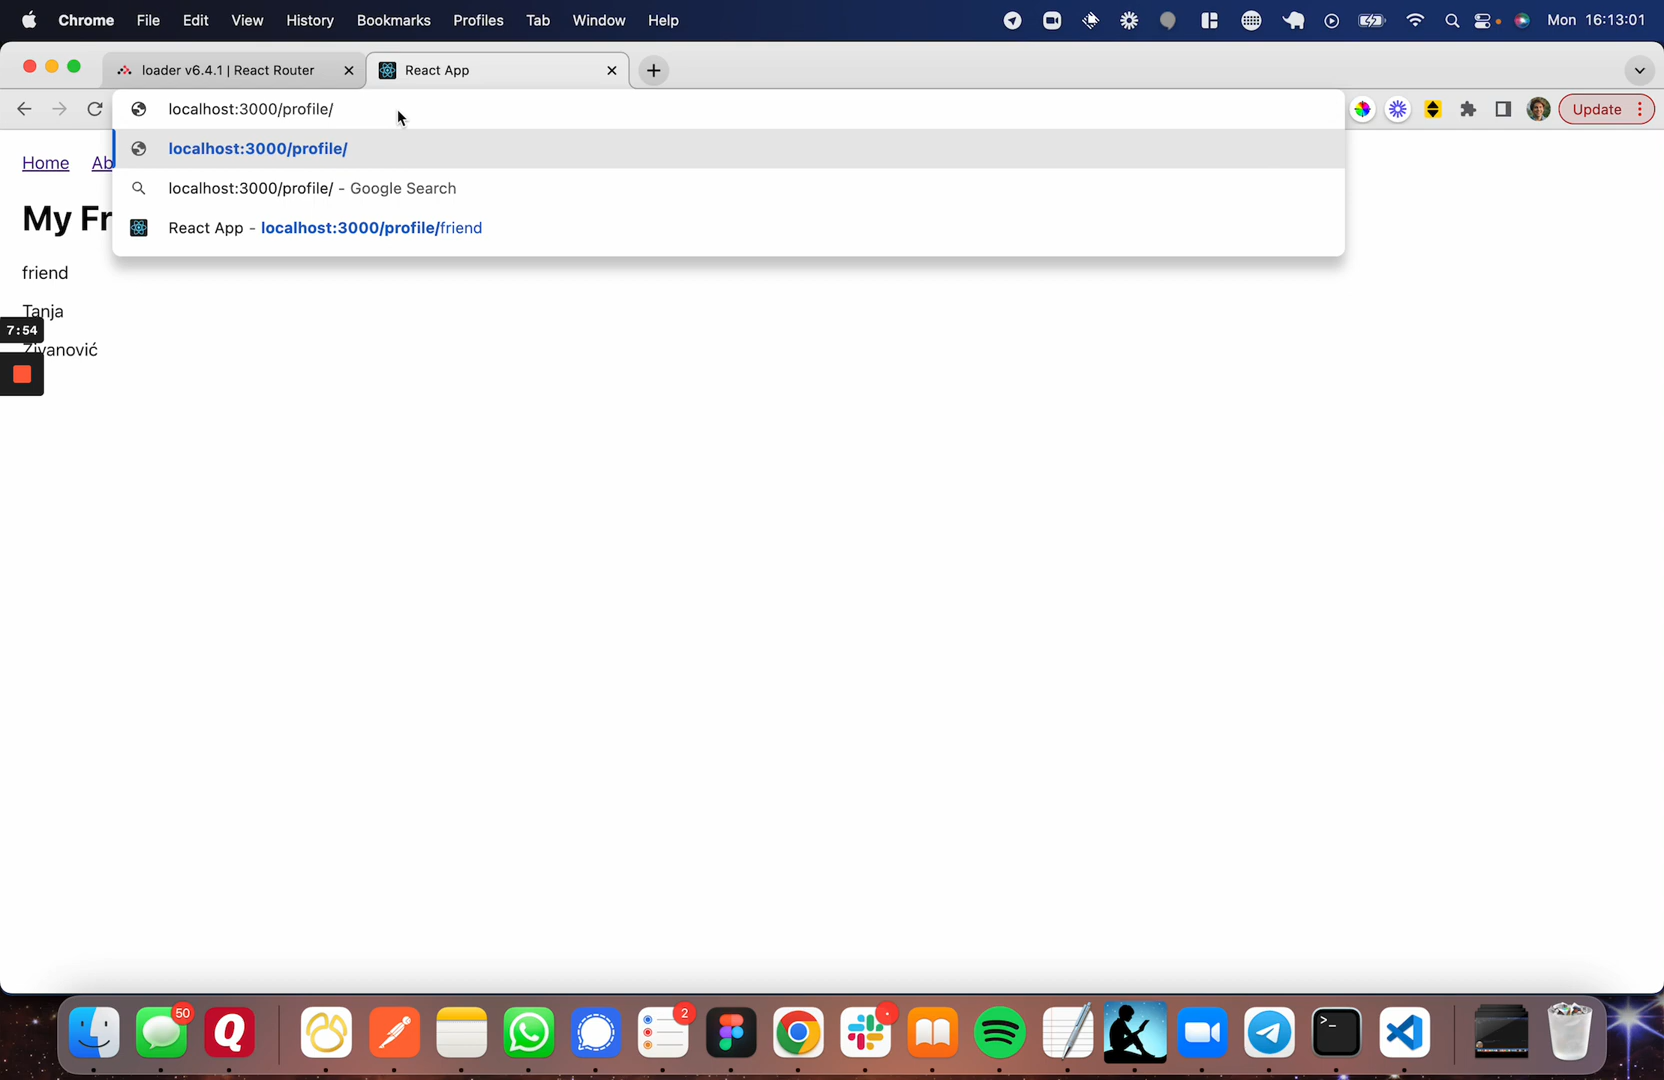 Chrome File Edit View History Bookmarks Profiles Tab Window Help Mon 16:13:01
loader v6.4.1 | React Router React App
localhost:3000/profile/ Update
localhost:3000/profile/
localhost:3000/profile/ - Google Search
React App - localhost:3000/profile/friend
Home Ab
My Fr
friend
Tanja
7:54
Zivanović
50
2